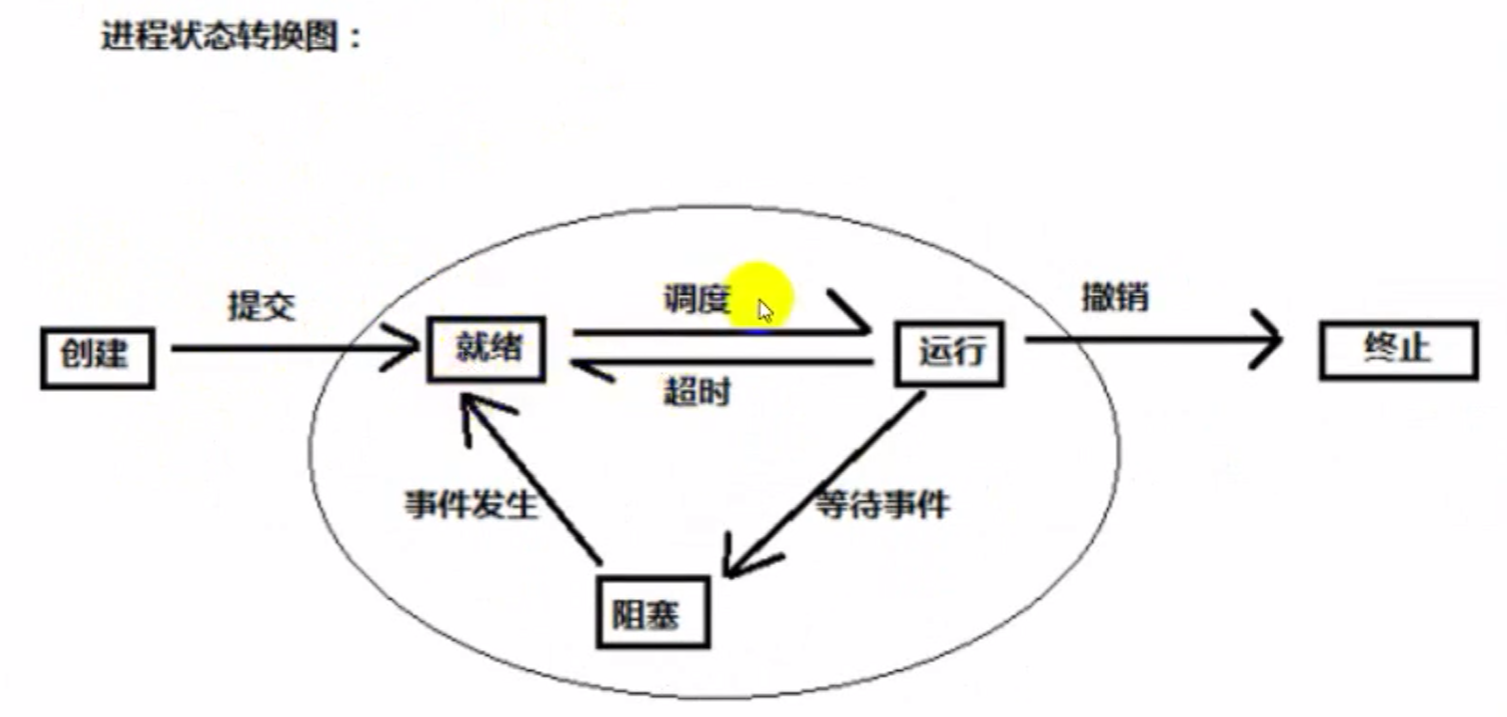 进程状态转换图：
提交
调度
撤销
创建
就绪
运行
终止
超时
事件发生
等待事件
阻塞